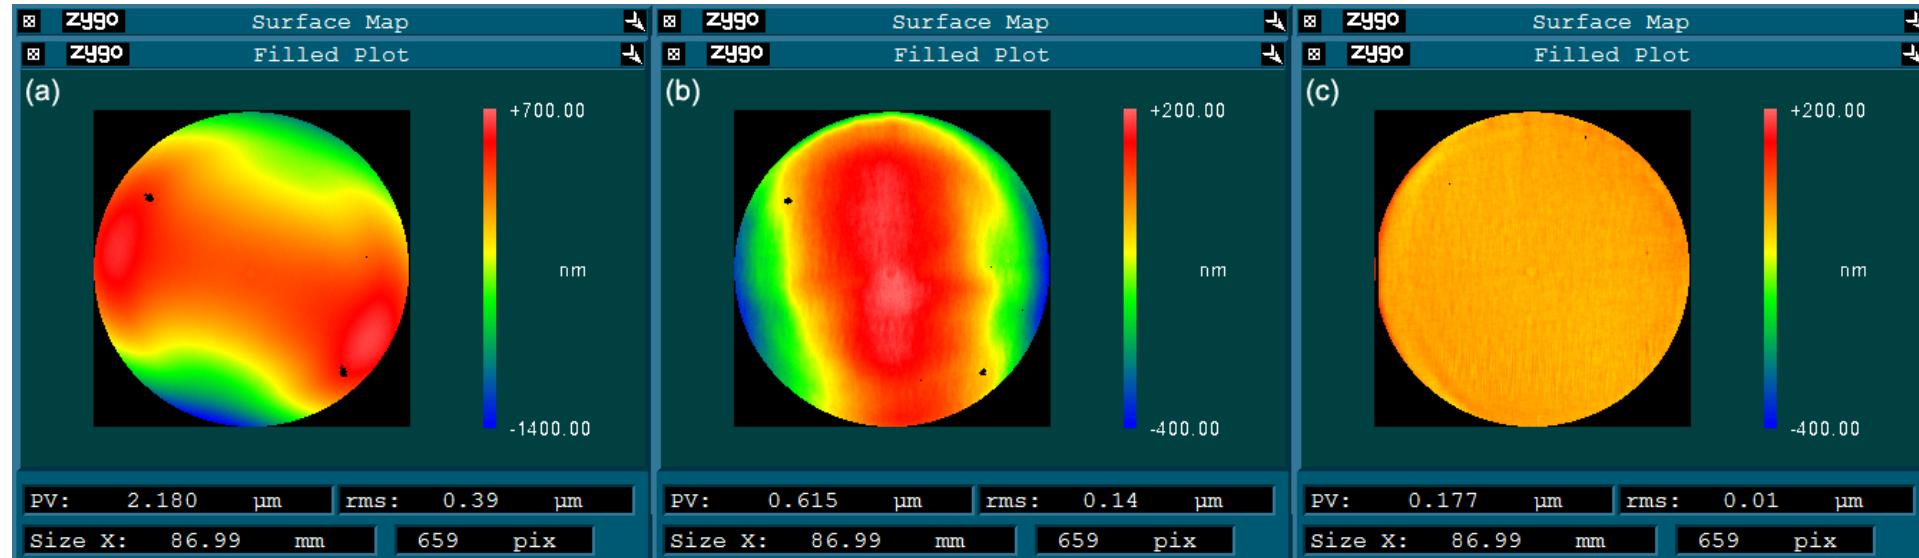 zygo Surface Map
zygo Filled Plot
(a)
+700.00
nm
-1400.00
PV: 2.180 µm rms: 0.39 µm
Size X: 86.99 mm 659 pix
zygo Surface Map
zygo Filled Plot
(b)
+200.00
nm
-400.00
PV: 0.615 µm rms: 0.14 µm
Size X: 86.99 mm 659 pix
zygo Surface Map
zygo Filled Plot
(c)
+200.00
nm
-400.00
PV: 0.177 µm rms: 0.01 µm
Size X: 86.99 mm 659 pix